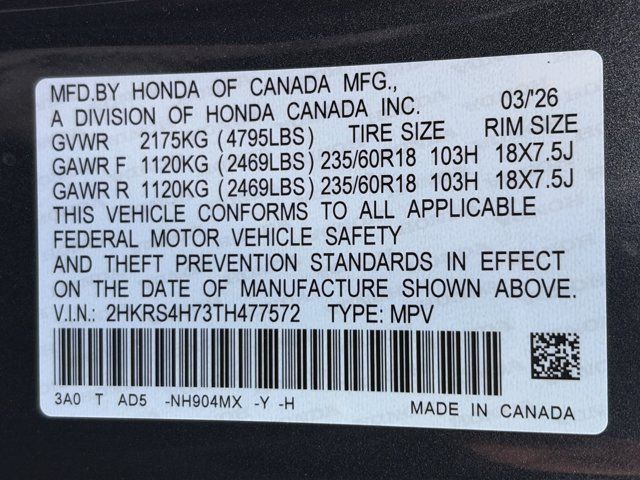 MFD.BY HONDA OF CANADA MFG.,
A DIVISION OF HONDA CANADA INC. 03/'26
GVWR 2175KG (4795LBS) TIRE SIZE RIM SIZE
GAWR F 1120KG (2469LBS) 235/60R18 103H 18X7.5J
GAWR R 1120KG (2469LBS) 235/60R18 103H 18X7.5J
THIS VEHICLE CONFORMS TO ALL APPLICABLE
FEDERAL MOTOR VEHICLE SAFETY
AND THEFT PREVENTION STANDARDS IN EFFECT
ON THE DATE OF MANUFACTURE SHOWN ABOVE.
V.I.N.: 2HKRS4H73TH477572 TYPE: MPV
3A0 T AD5 -NH904MX -Y -H MADE IN CANADA